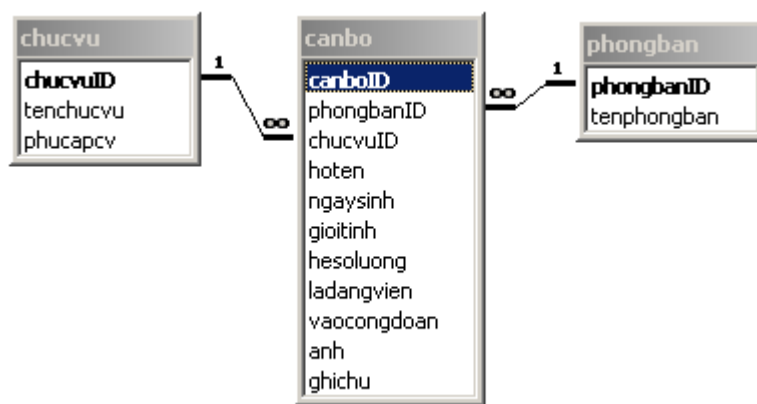 chucvu
chucvuID
tenchucvu
phucapcv
1
∞
canbo
canboID
phongbanID
chucvuID
hoten
ngaysinh
gioitinh
hesoluong
ladangvien
vaocongdoan
anh
ghichu
∞
1
phongban
phongbanID
tenphongban